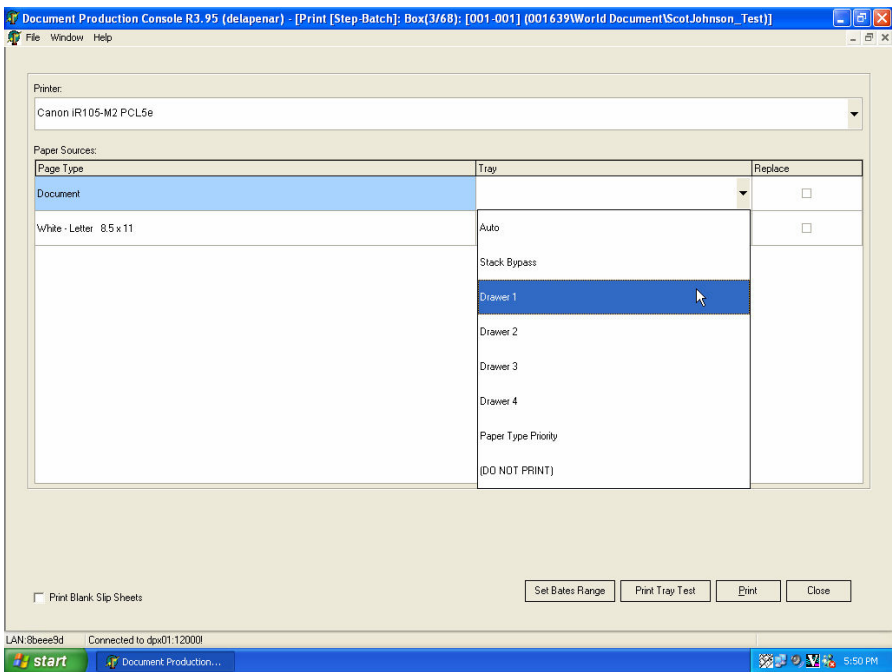 Document Production Console R3.95 (delapenar) - [Print [Step-Batch]: Box(3/68): [001-001] (001639\World Document\ScotJohnson_Test)]
File Window Help
Printer:
Canon iR105-M2 PCL5e
Paper Sources:
Page Type Tray Replace
Document
White - Letter 8.5 x 11
Auto
Stack Bypass
Drawer 1
Drawer 2
Drawer 3
Drawer 4
Paper Type Priority
(DO NOT PRINT)
Print Blank Slip Sheets
Set Bates Range Print Tray Test Print Close
LAN:8beee9d Connected to dpx01:12000!
start Document Production... 5:50 PM